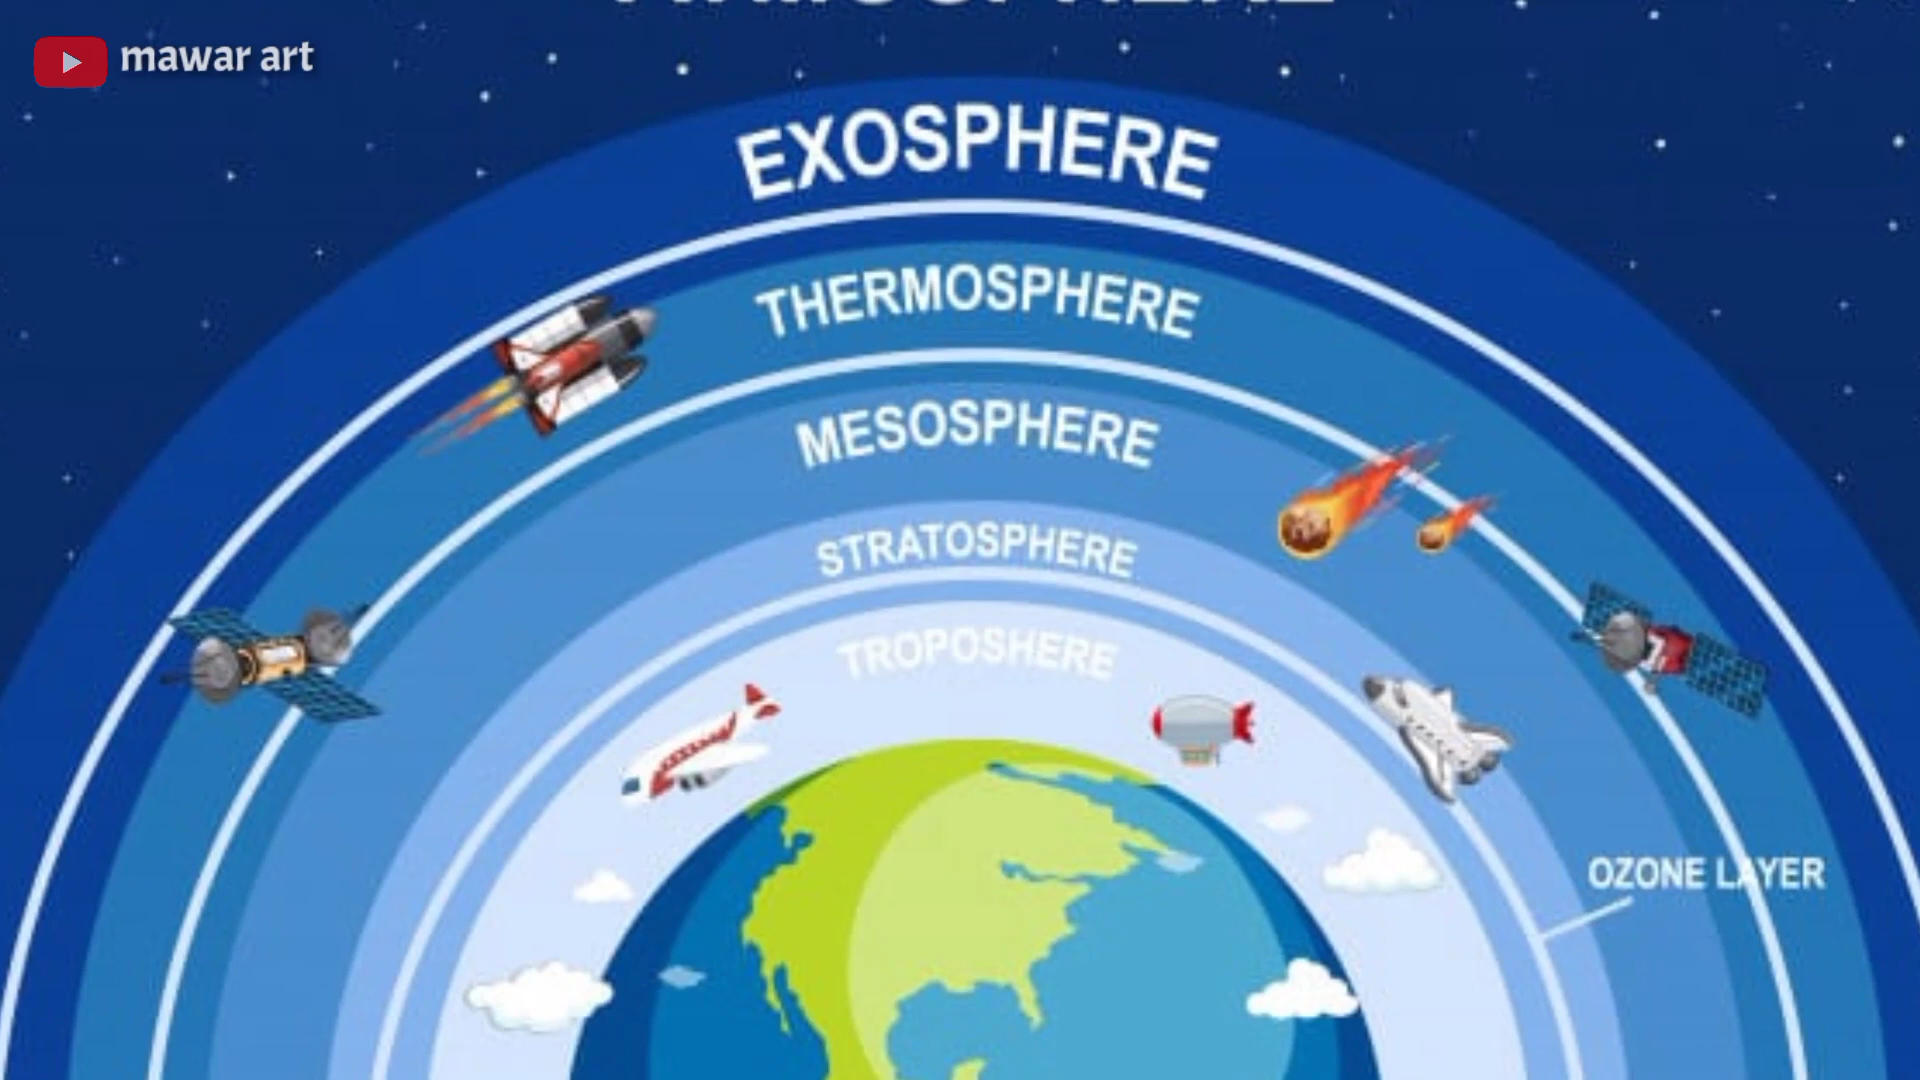 mawar art
EXOSPHERE
THERMOSPHERE
MESOSPHERE
STRATOSPHERE
TROPOSHERE
OZONE LAYER